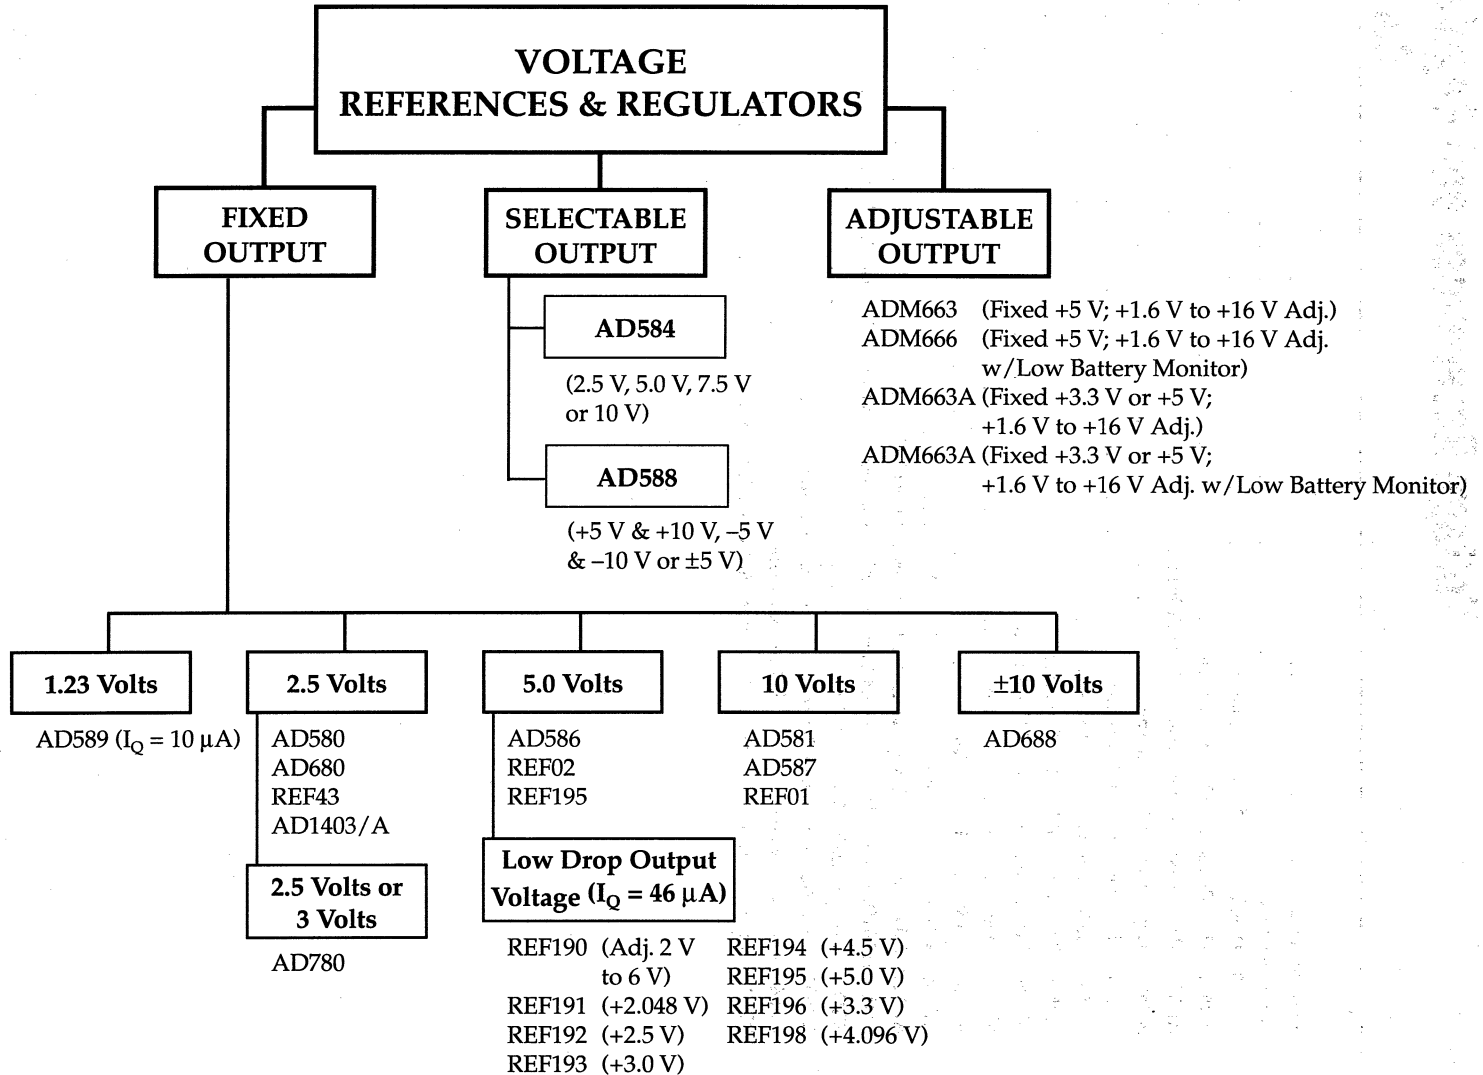 VOLTAGE
REFERENCES & REGULATORS
FIXED
OUTPUT
SELECTABLE
OUTPUT
AD584
(2.5 V, 5.0 V, 7.5 V
or 10 V)
AD588
(+5 V & +10 V, –5 V
& –10 V or ±5 V)
ADJUSTABLE
OUTPUT
ADM663 (Fixed +5 V; +1.6 V to +16 V Adj.)
ADM666 (Fixed +5 V; +1.6 V to +16 V Adj.
w/Low Battery Monitor)
ADM663A (Fixed +3.3 V or +5 V;
+1.6 V to +16 V Adj.)
ADM663A (Fixed +3.3 V or +5 V;
+1.6 V to +16 V Adj. w/Low Battery Monitor)
1.23 Volts
AD589 (IQ = 10 µA)
2.5 Volts
AD580
AD680
REF43
AD1403/A
2.5 Volts or
3 Volts
AD780
5.0 Volts
AD586
REF02
REF195
Low Drop Output
Voltage (IQ = 46 µA)
REF190 (Adj. 2 V
to 6 V)
REF191 (+2.048 V)
REF192 (+2.5 V)
REF193 (+3.0 V)
REF194 (+4.5 V)
REF195 (+5.0 V)
REF196 (+3.3 V)
REF198 (+4.096 V)
10 Volts
AD581
AD587
REF01
±10 Volts
AD688